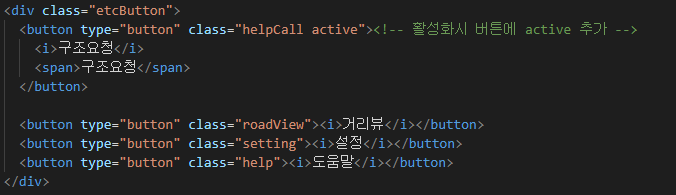 <div class="etcButton">
<button type="button" class="helpCall active"><!-- 활성화시 버튼에 active 추가 -->
<i>구조요청</i>
<span>구조요청</span>
</button>
<button type="button" class="roadView"><i>거리뷰</i></button>
<button type="button" class="setting"><i>설정</i></button>
<button type="button" class="help"><i>도움말</i></button>
</div>